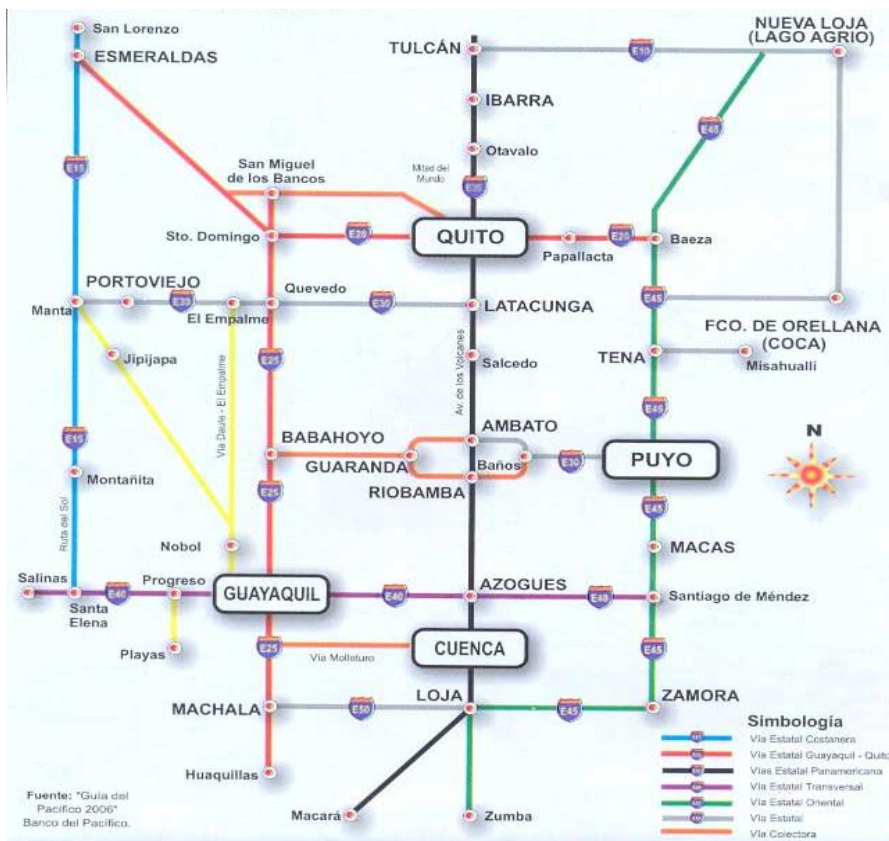 San Lorenzo
ESMERALDAS
TULCÁN
E10
NUEVA LOJA
(LAGO AGRIO)
IBARRA
E45
E15
San Miguel
de los Bancos
Mitad del
Mundo
Otavalo
E35
Sto. Domingo
E20
QUITO
Papallacta
E20
Baeza
Manta
PORTOVIEJO
E30
El Empalme
Quevedo
E30
LATACUNGA
E45
FCO. DE ORELLANA
(COCA)
Jipijapa
Vía Daule - El Empalme
E25
Av. de los Volcanes
Salcedo
TENA
Misahualli
E45
E15
Montañita
Ruta del Sol
BABAHOYO
GUARANDA
AMBATO
Baños
RIOBAMBA
E30
PUYO
N
E25
E45
Nobol
MACAS
Salinas
Santa
Elena
E40
Progreso
GUAYAQUIL
E40
AZOGUES
E40
Santiago de Méndez
Playas
E25
Vía Molleturo
CUENCA
E45
MACHALA
E50
LOJA
E45
ZAMORA
Huaquillas
Macará
Zumba
Fuente: "Guía del
Pacífico 2006"
Banco del Pacífico.
Simbología
Vía Estatal Costanera
Vía Estatal Guayaquil - Quito
Vías Estatal Panamericana
Vía Estatal Transversal
Vía Estatal Oriental
Vía Estatal
Vía Colectora